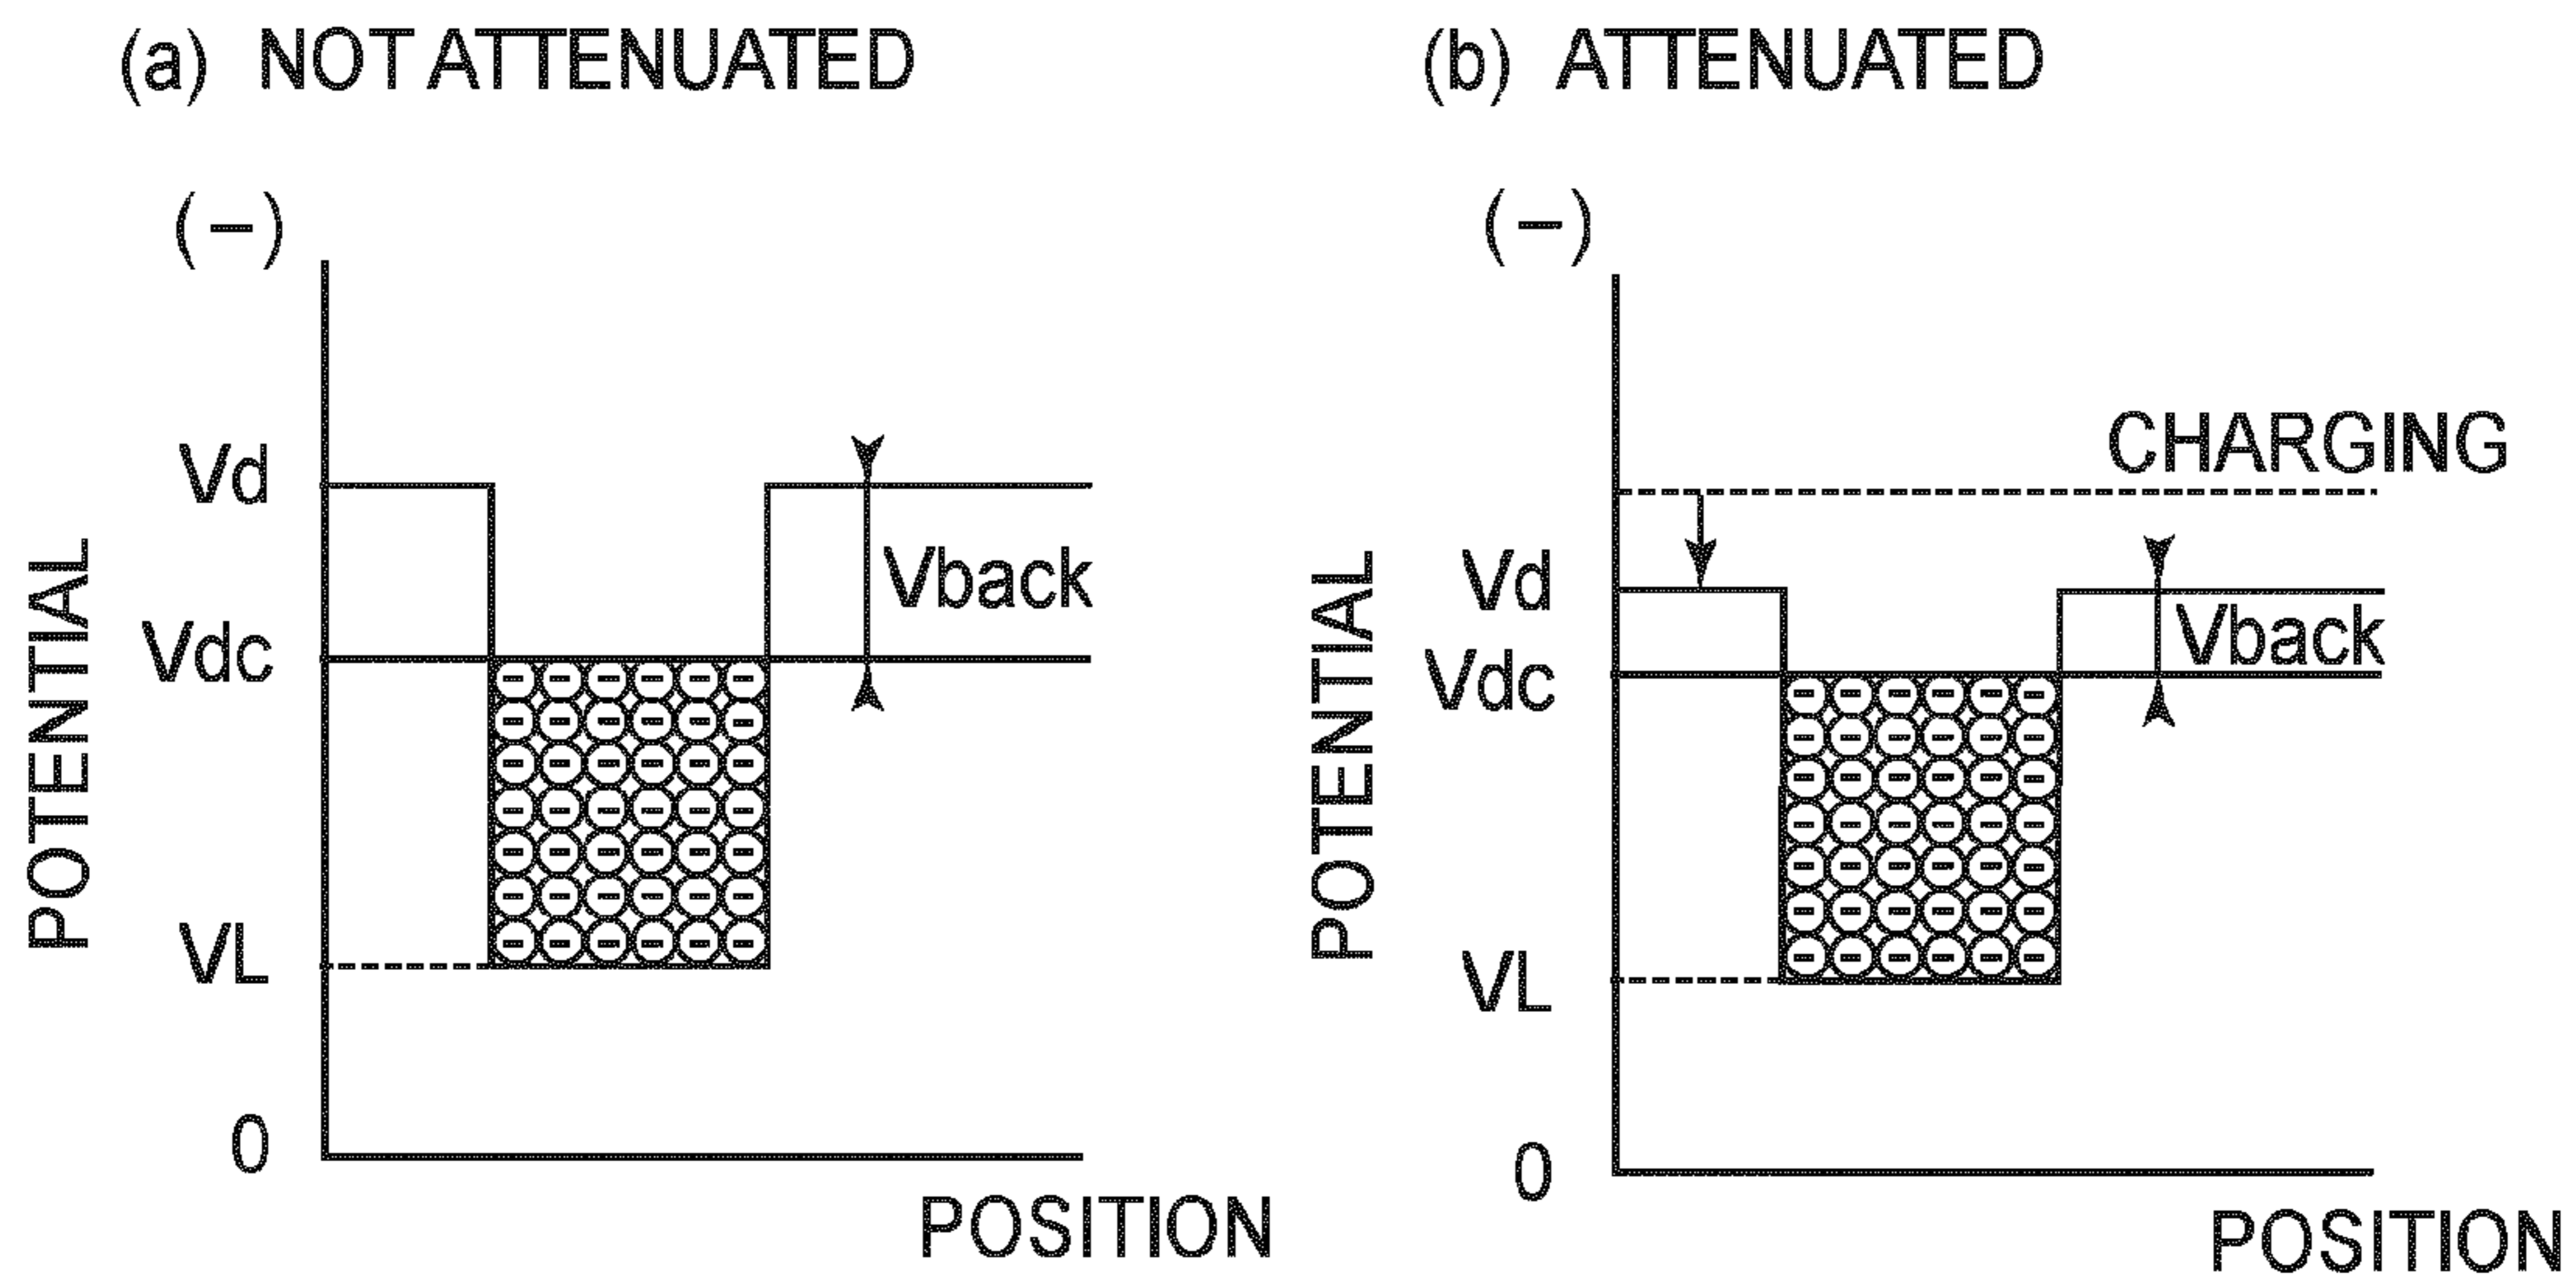 (a) NOT ATTENUATED
(−)
Vd
Vback
Vdc
VL
0
POTENTIAL
POSITION
(b) ATTENUATED
(−)
CHARGING
Vd
Vback
Vdc
VL
0
POTENTIAL
POSITION